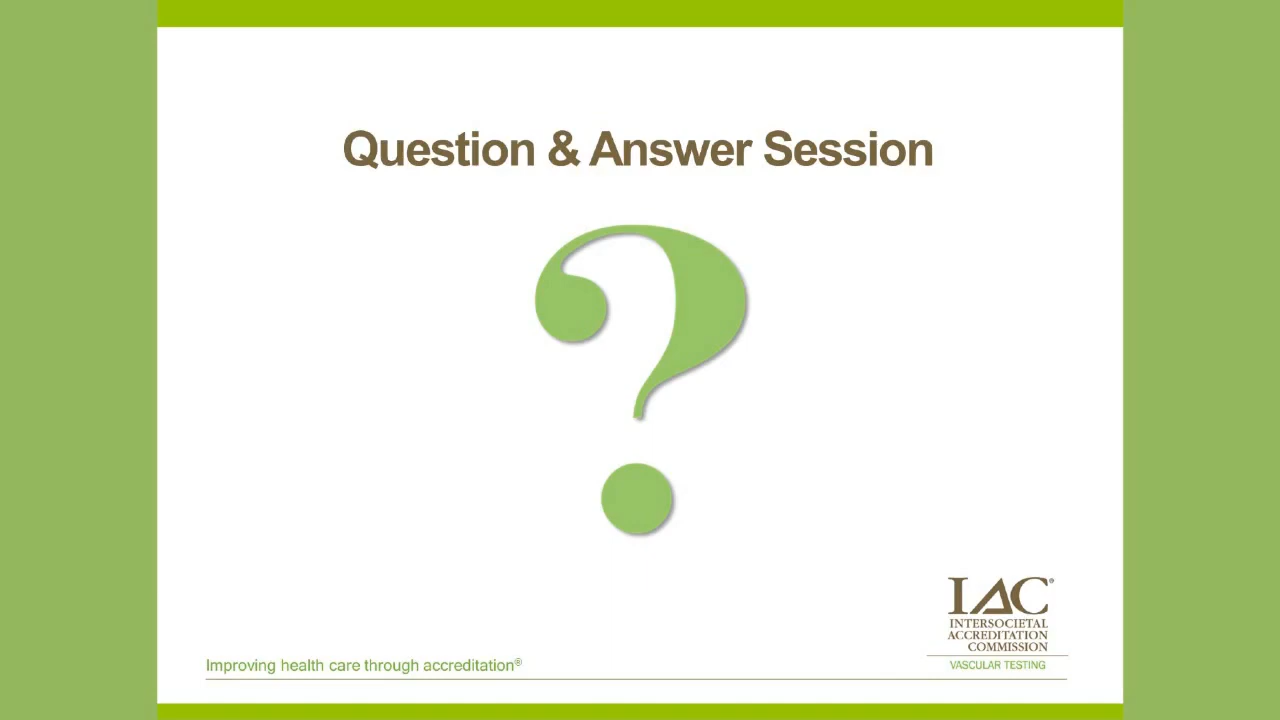 Question & Answer Session
?
IAC®
INTERSOCIETAL
ACCREDITATION
COMMISSION
VASCULAR TESTING
Improving health care through accreditation®